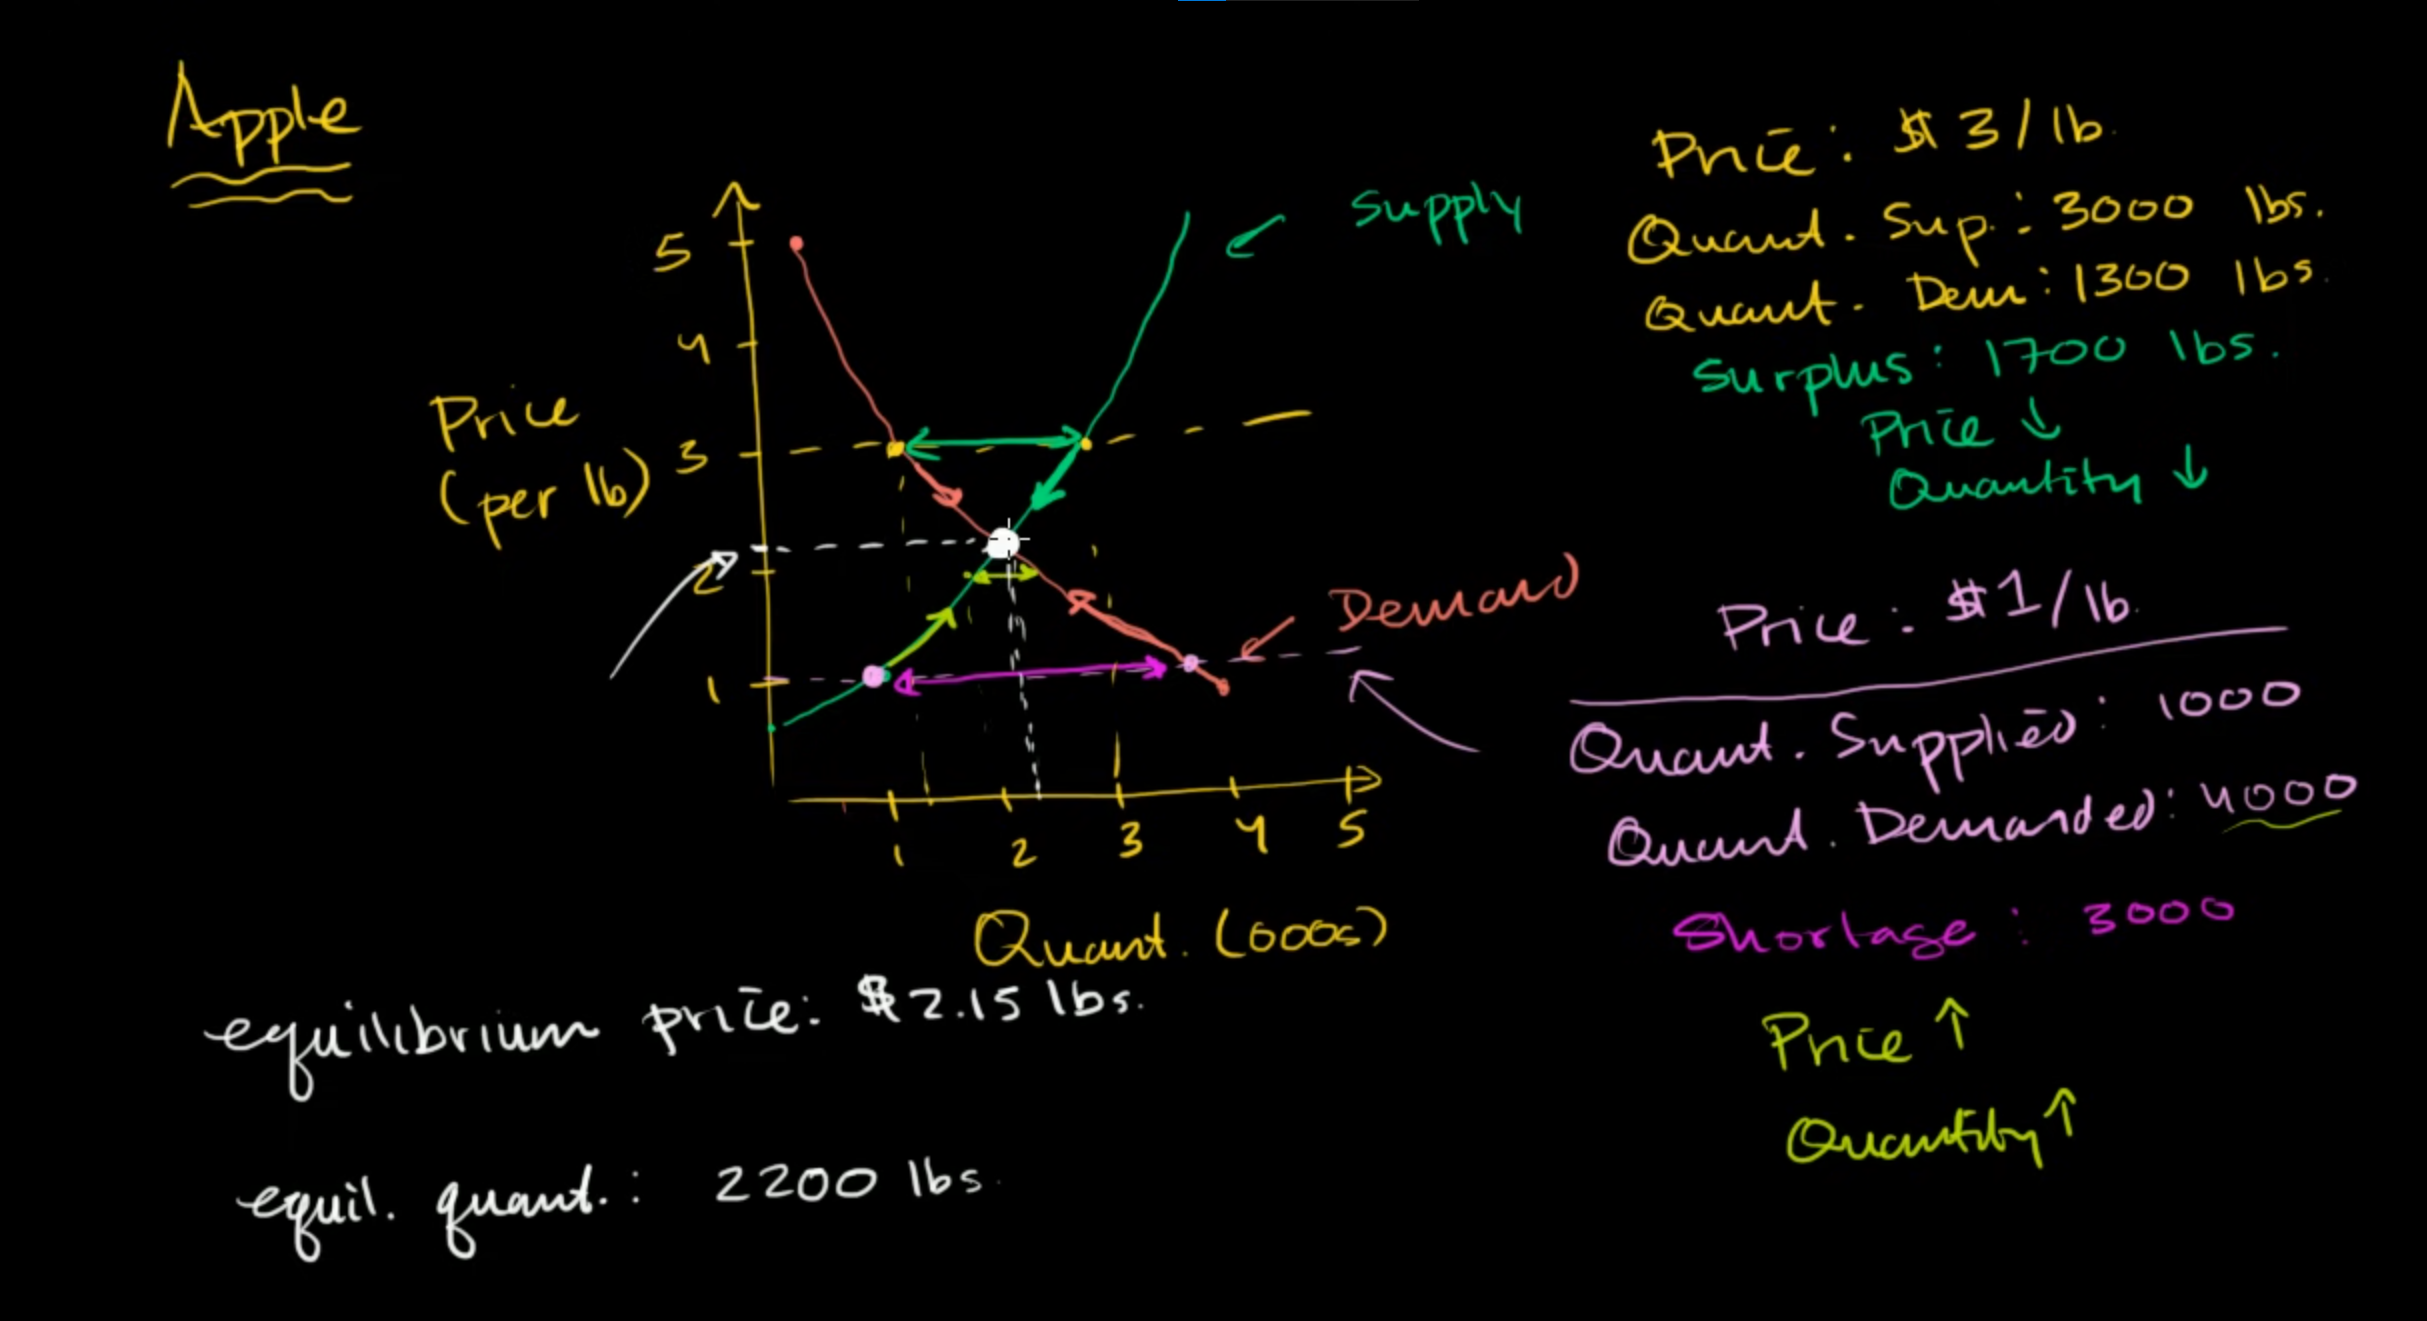 Apple
Supply
5
4
Price
(per lb)
3
2
1
Demand
1
2
3
4
5
Quant. (000s)
equilibrium price: $2.15 lbs.
equil. quant.: 2200 lbs.
Price: $3/lb.
Quant. Sup.: 3000 lbs.
Quant. Dem: 1300 lbs.
Surplus: 1700 lbs.
Price ↓
Quantity ↓
Price: $1/lb.
Quant. Supplied: 1000
Quant. Demanded: 4000
Shortage: 3000
Price ↑
Quantity ↑